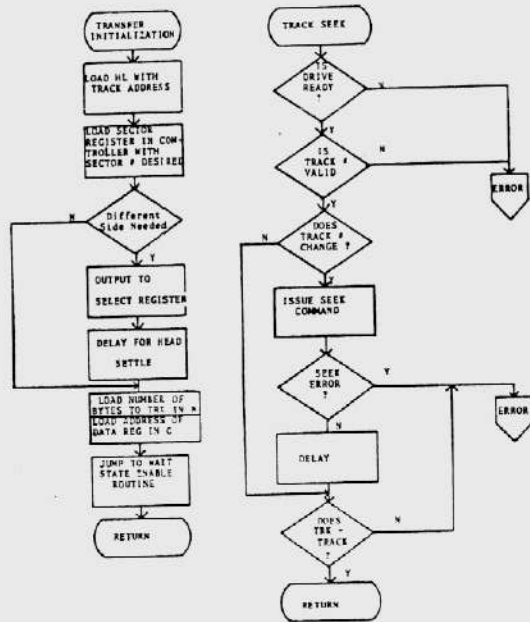 TRANSFER
INITIALIZATION
LOAD HL WITH
TRACK ADDRESS
LOAD SECTOR
REGISTER IN COM-
TROLLER WITH
SECTOR # DESIRED
Different
Side Needed
N
Y
OUTPUT TO
SELECT REGISTER
DELAY FOR HEAD
SETTLE
LOAD NUMBER OF
BYTES TO TRK IN
LOAD ADDRESS OF
DATA REG IN C
JUMP TO WAIT
STATE ENABLE
ROUTINE
RETURN
TRACK SEEK
IS
DRIVE
READY
?
Y
IS
TRACK #
VALID
N
ERROR
Y
DOES
TRACK #
CHANGE ?
N
Y
ISSUE SEEK
COMMAND
SEEK
ERROR
?
Y
ERROR
N
DELAY
DOES
TRK -
TRACK
?
N
Y
RETURN